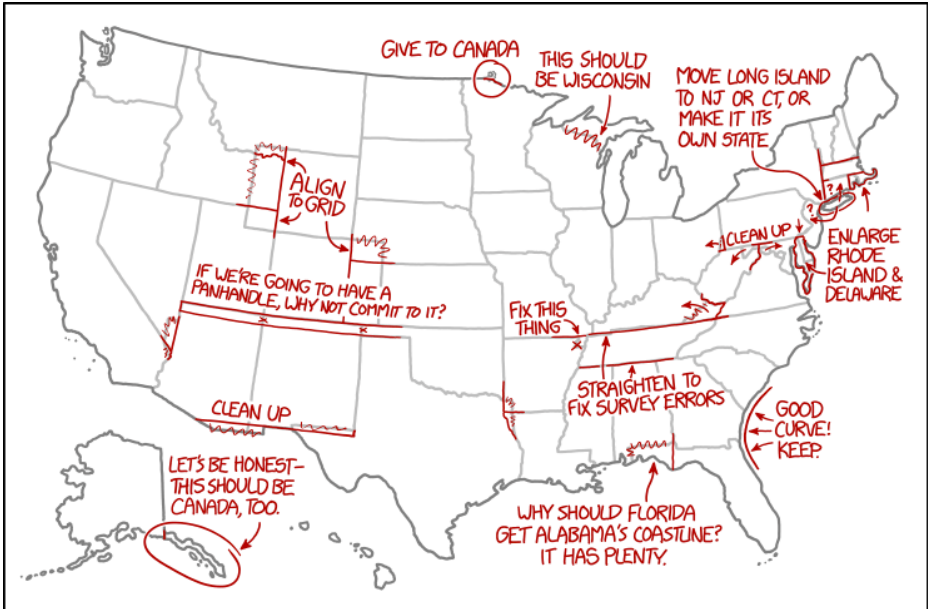 GIVE TO CANADA
THIS SHOULD
BE WISCONSIN
MOVE LONG ISLAND
TO NJ OR CT, OR
MAKE IT ITS
OWN STATE
ALIGN
TO GRID
? ?
CLEAN UP
ENLARGE
RHODE
ISLAND &
DELAWARE
IF WE'RE GOING TO HAVE A
PANHANDLE, WHY NOT COMMIT TO IT?
FIX THIS
THING
STRAIGHTEN TO
FIX SURVEY ERRORS
CLEAN UP
GOOD
CURVE!
KEEP.
LET'S BE HONEST—
THIS SHOULD BE
CANADA, TOO.
WHY SHOULD FLORIDA
GET ALABAMA'S COASTLINE?
IT HAS PLENTY.